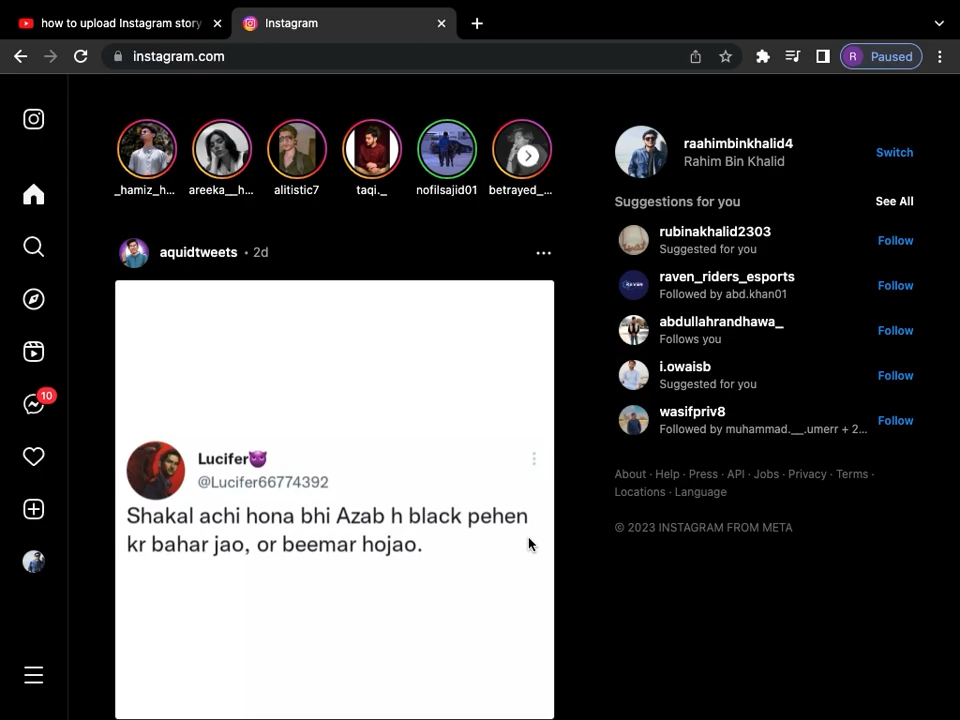 how to upload Instagram story
Instagram
instagram.com
R Paused
_hamiz_h...
areeka__h...
alitistic7
taqi._
nofilsajid01
betrayed_...
raahimbinkhalid4
Rahim Bin Khalid
Switch
Suggestions for you
See All
rubinakhalid2303
Suggested for you
Follow
raven_riders_esports
Followed by abd.khan01
Follow
abdullahrandhawa_
Follows you
Follow
i.owaisb
Suggested for you
Follow
wasifpriv8
Followed by muhammad.__.umerr + 2...
Follow
About · Help · Press · API · Jobs · Privacy · Terms ·
Locations · Language
© 2023 INSTAGRAM FROM META
10
aquidtweets • 2d
Lucifer😈
@Lucifer66774392
Shakal achi hona bhi Azab h black pehen
kr bahar jao, or beemar hojao.